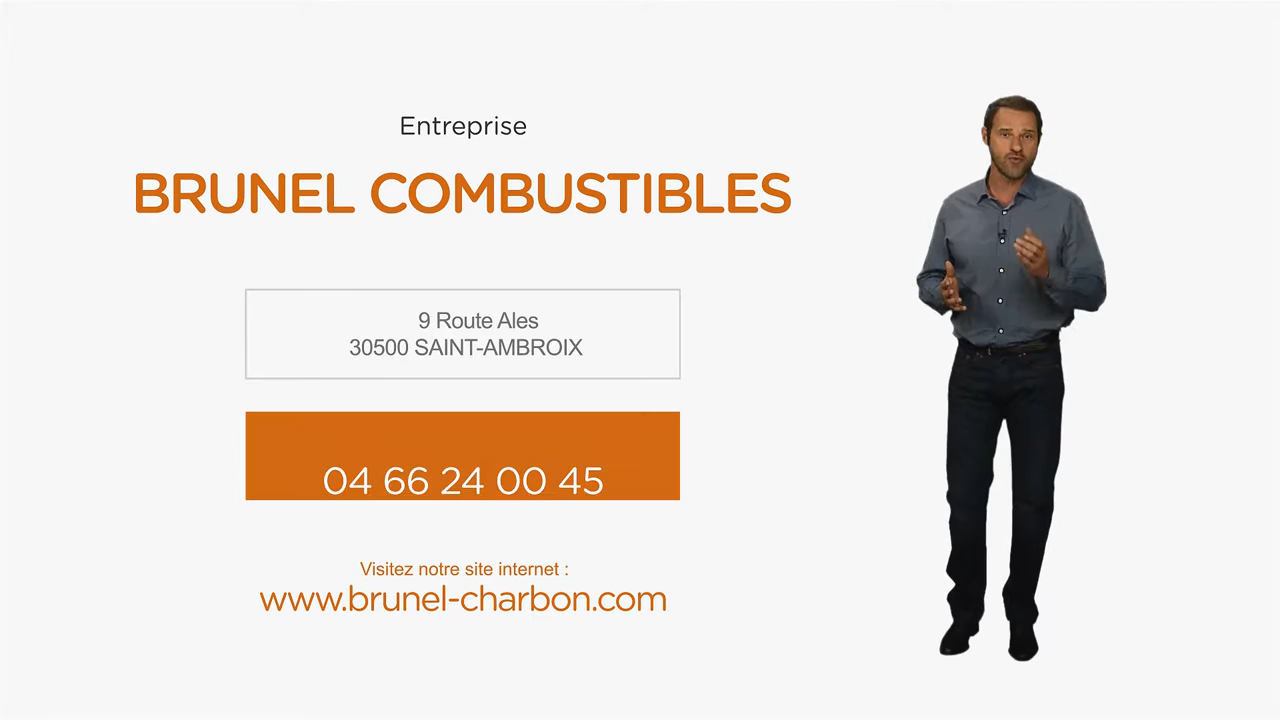 Entreprise
BRUNEL COMBUSTIBLES
9 Route Ales
30500 SAINT-AMBROIX
04 66 24 00 45
Visitez notre site internet :
www.brunel-charbon.com